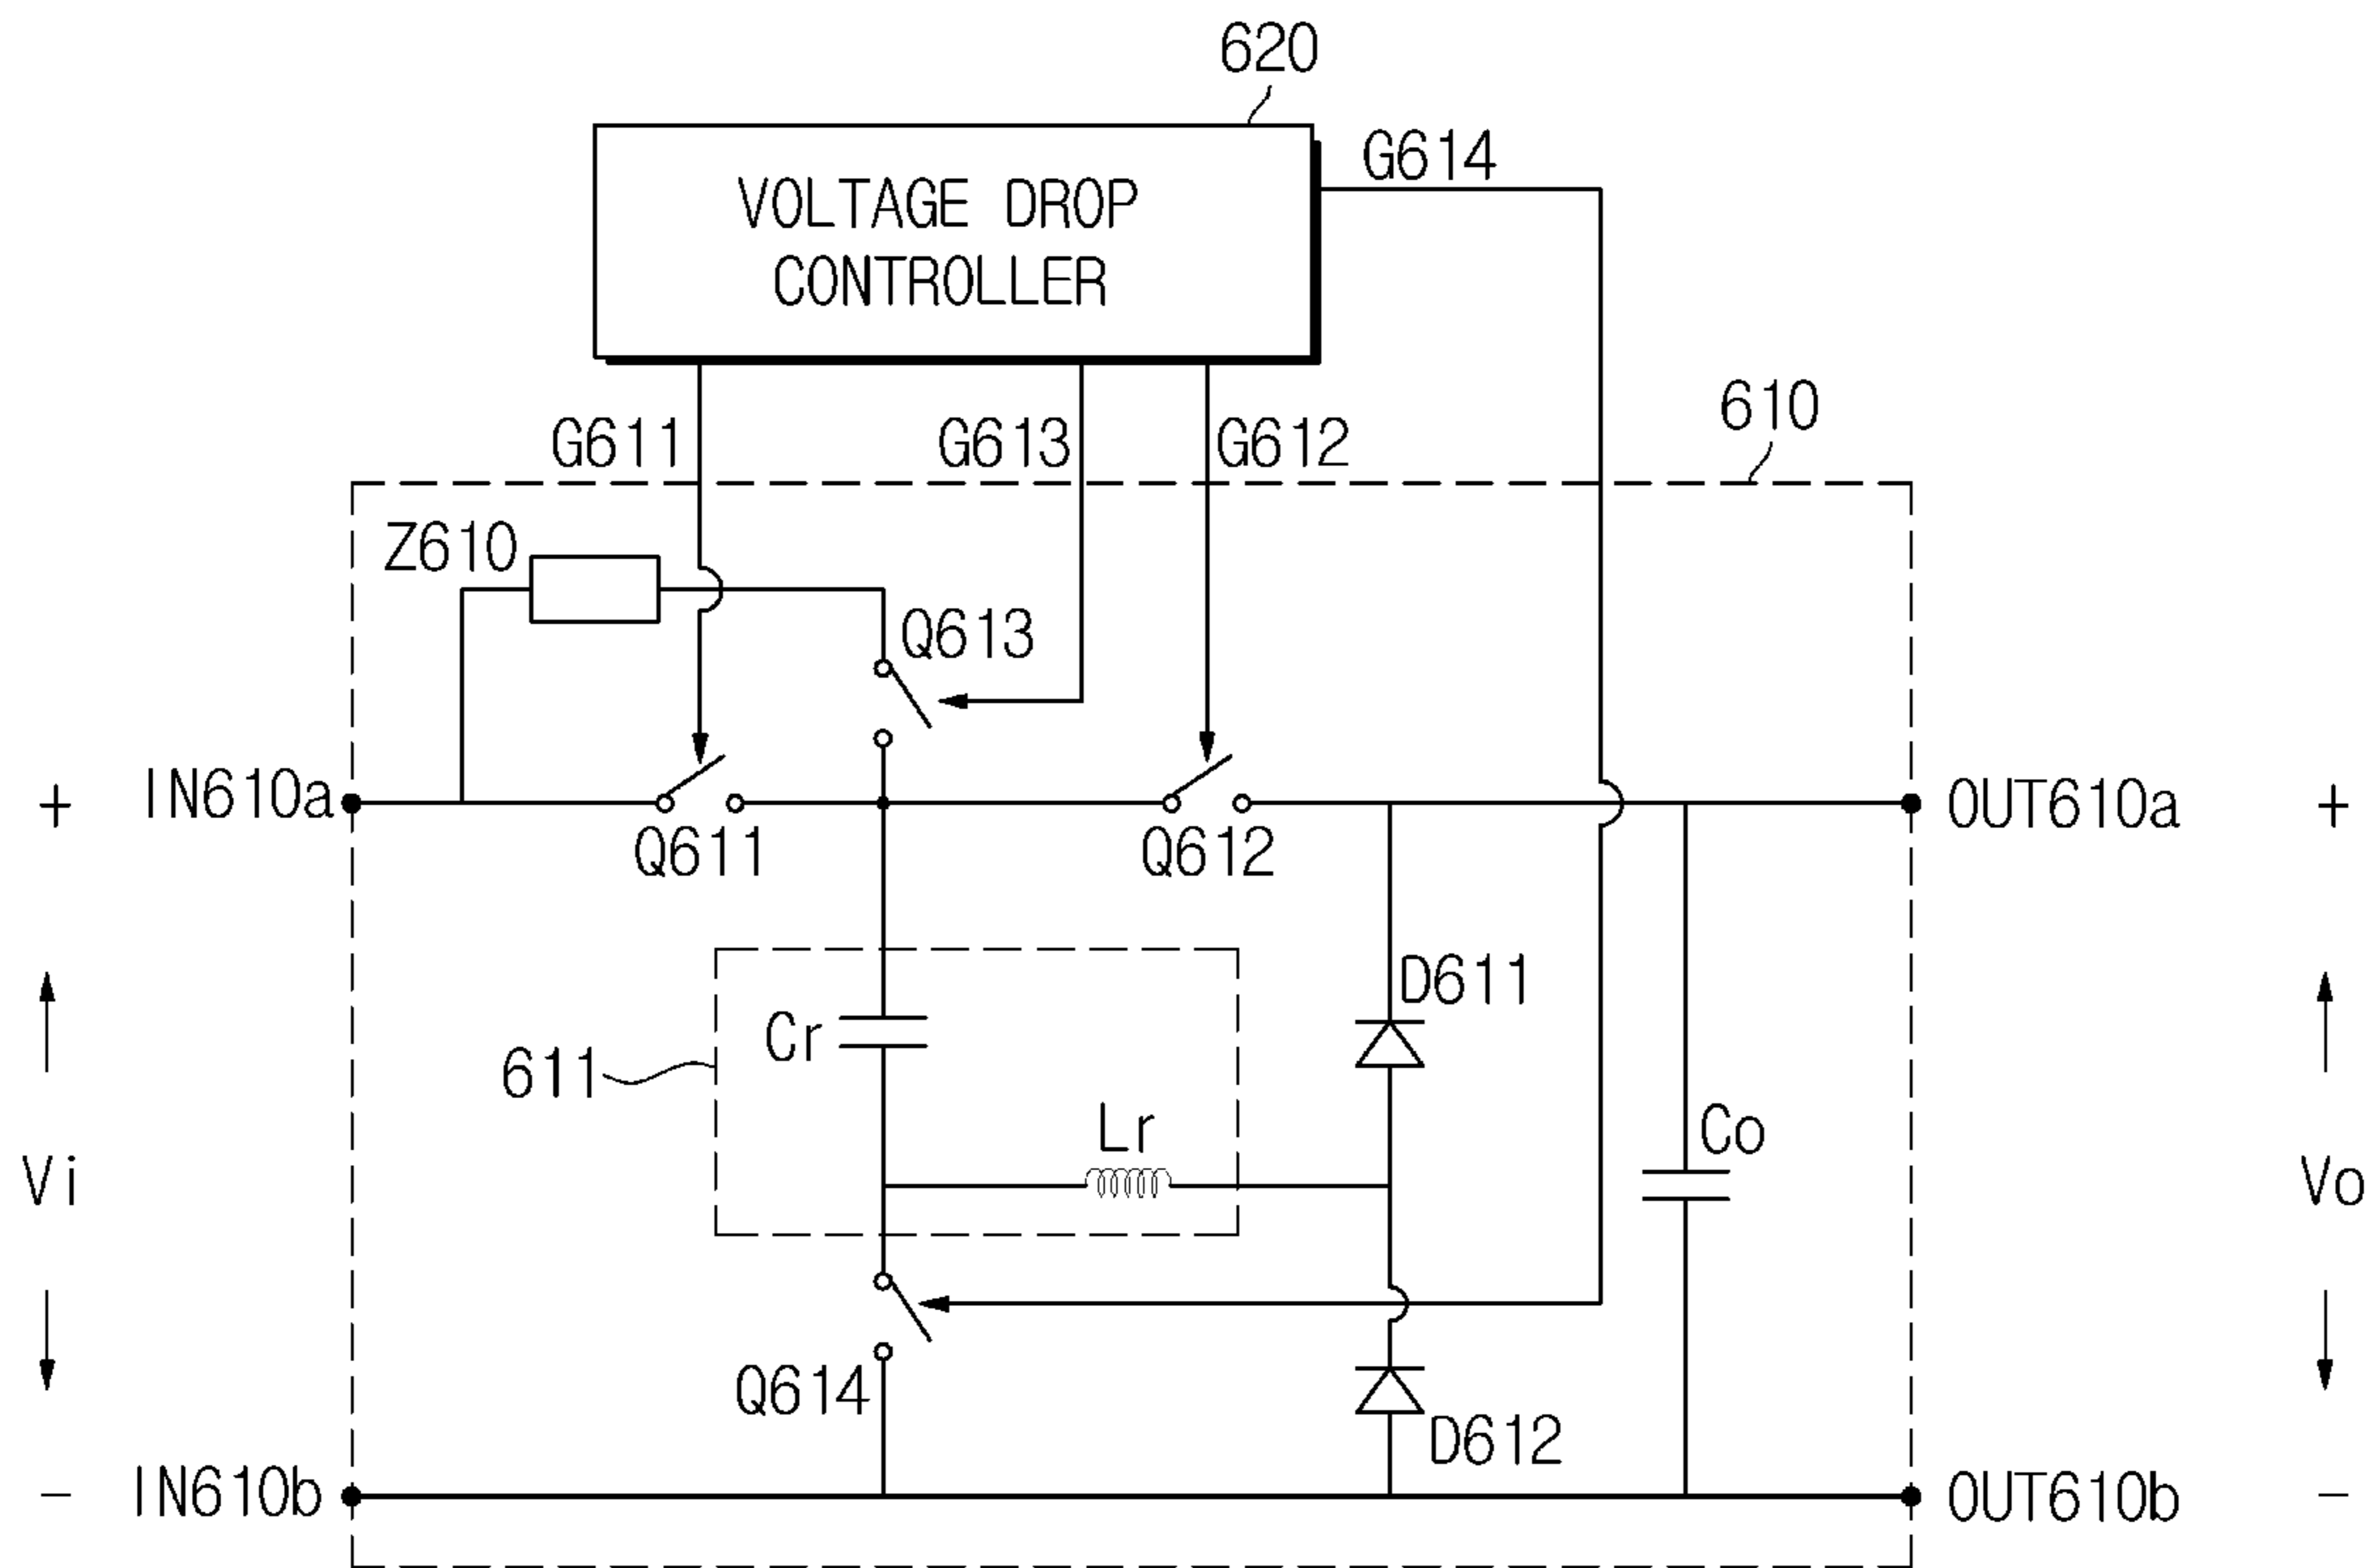 620
VOLTAGE DROP
CONTROLLER
G614
610
G611
G613
G612
Z610
Q613
+
IN610a
Q611
Q612
OUT610a
+
D611
Cr
611
Lr
Co
Vi
Vo
Q614
D612
-
IN610b
OUT610b
-